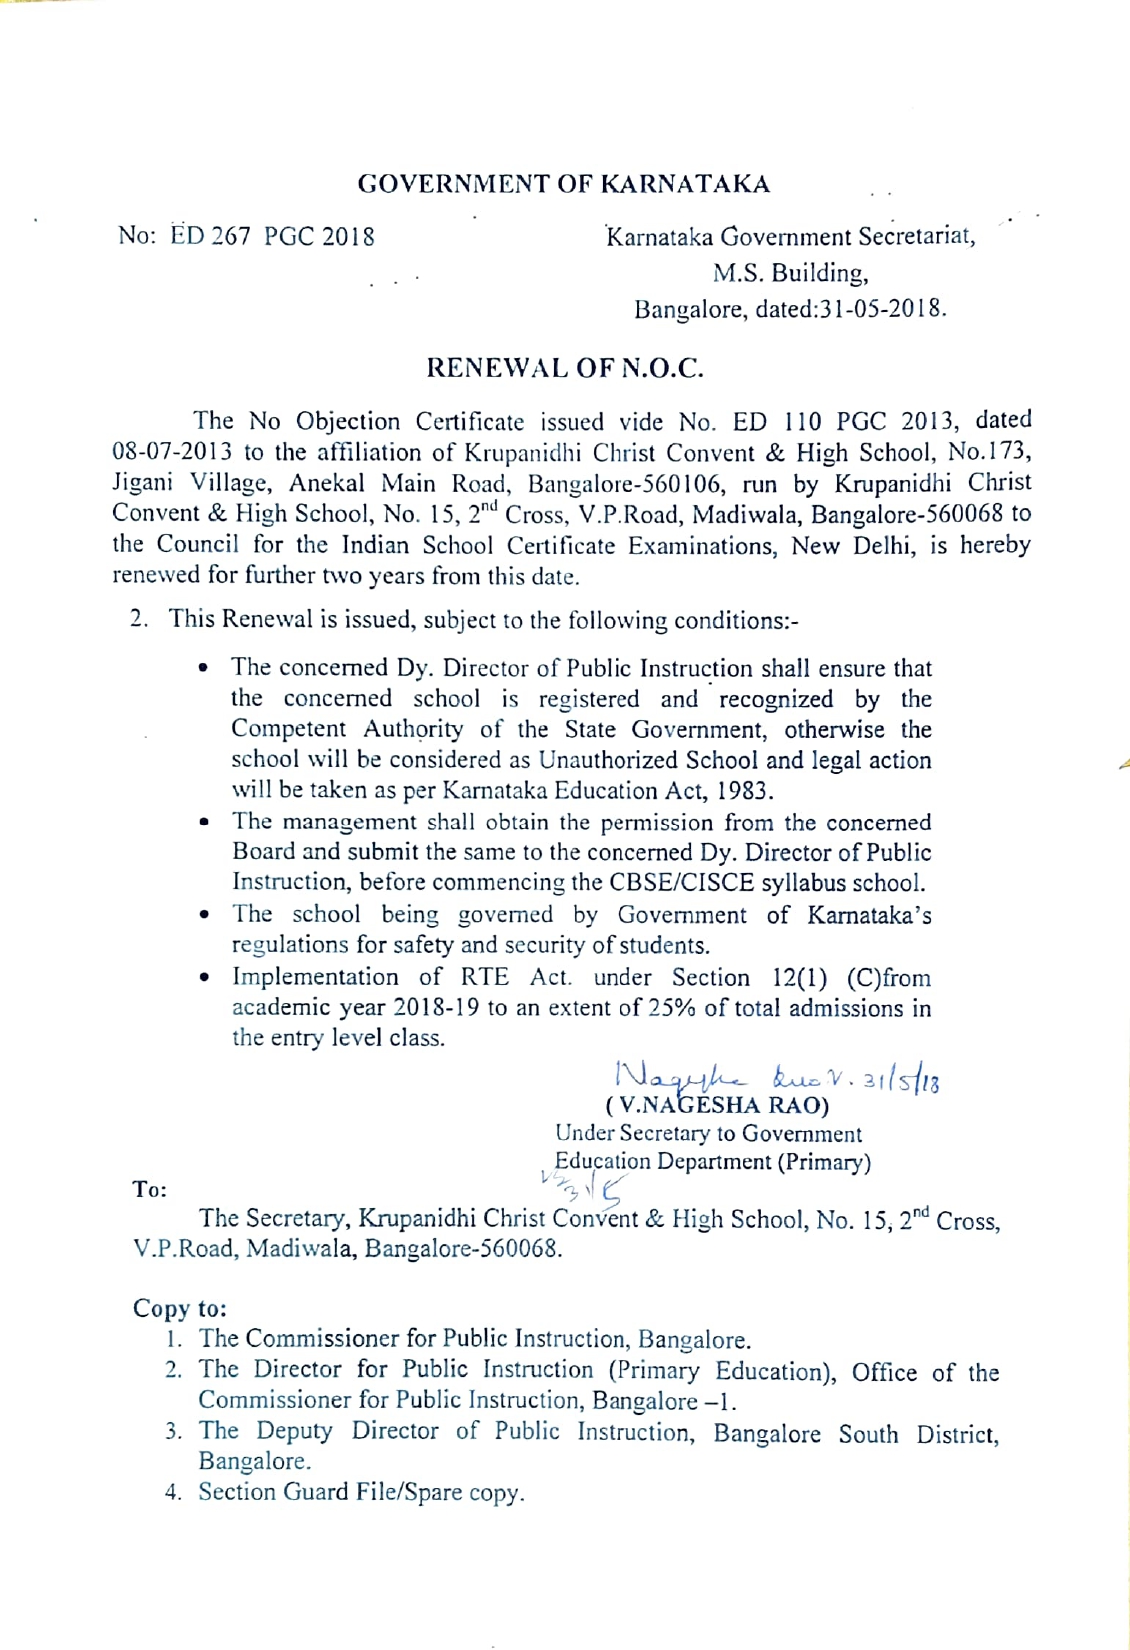 GOVERNMENT OF KARNATAKA
No: ED 267 PGC 2018
Karnataka Government Secretariat,
M.S. Building,
Bangalore, dated:31-05-2018.
RENEWAL OF N.O.C.
The No Objection Certificate issued vide No. ED 110 PGC 2013, dated
08-07-2013 to the affiliation of Krupanidhi Christ Convent & High School, No.173,
Jigani Village, Anekal Main Road, Bangalore-560106, run by Krupanidhi Christ
Convent & High School, No. 15, 2nd Cross, V.P.Road, Madiwala, Bangalore-560068 to
the Council for the Indian School Certificate Examinations, New Delhi, is hereby
renewed for further two years from this date.
2. This Renewal is issued, subject to the following conditions:-
• The concerned Dy. Director of Public Instruction shall ensure that
the concerned school is registered and recognized by the
Competent Authority of the State Government, otherwise the
school will be considered as Unauthorized School and legal action
will be taken as per Karnataka Education Act, 1983.
• The management shall obtain the permission from the concerned
Board and submit the same to the concerned Dy. Director of Public
Instruction, before commencing the CBSE/CISCE syllabus school.
• The school being governed by Government of Karnataka's
regulations for safety and security of students.
• Implementation of RTE Act. under Section 12(1) (C)from
academic year 2018-19 to an extent of 25% of total admissions in
the entry level class.
Nagesha Rao V. 31/5/18
( V.NAGESHA RAO)
Under Secretary to Government
Education Department (Primary)
To:
The Secretary, Krupanidhi Christ Convent & High School, No. 15, 2nd Cross,
V.P.Road, Madiwala, Bangalore-560068.
Copy to:
1. The Commissioner for Public Instruction, Bangalore.
2. The Director for Public Instruction (Primary Education), Office of the
Commissioner for Public Instruction, Bangalore –1.
3. The Deputy Director of Public Instruction, Bangalore South District,
Bangalore.
4. Section Guard File/Spare copy.